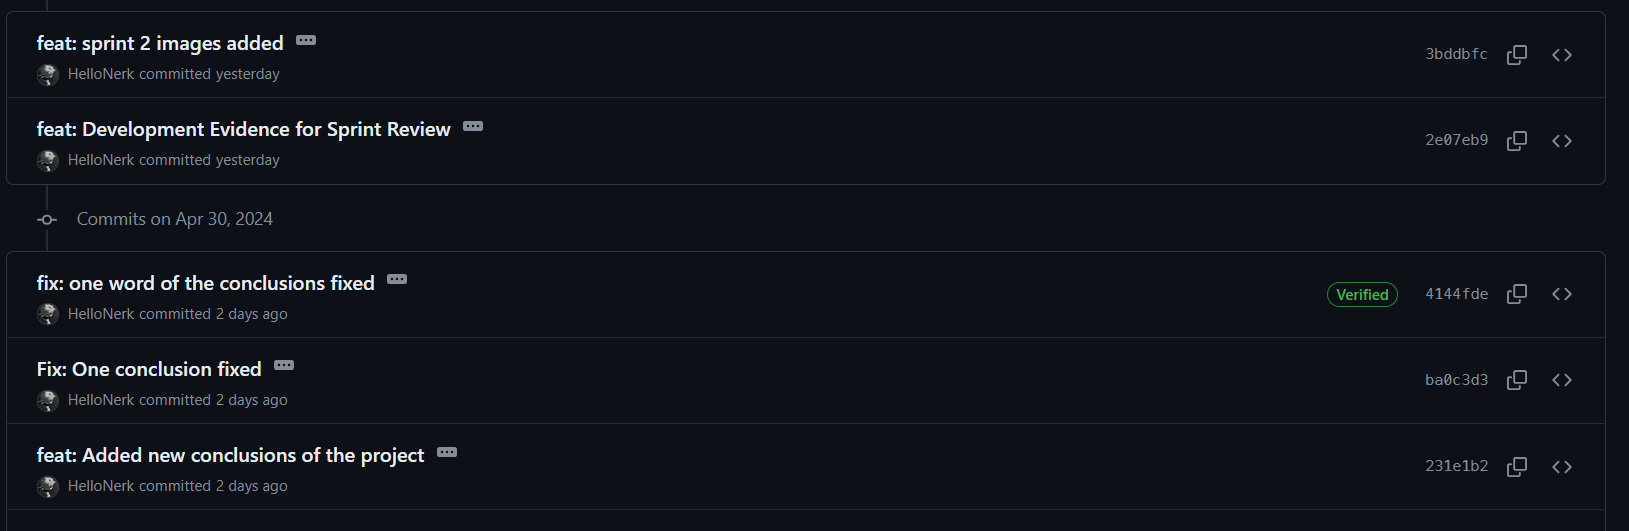 feat: sprint 2 images added
HelloNerk committed yesterday
3bddbfc
feat: Development Evidence for Sprint Review
HelloNerk committed yesterday
2e07eb9
Commits on Apr 30, 2024
fix: one word of the conclusions fixed
HelloNerk committed 2 days ago
Verified
4144fde
Fix: One conclusion fixed
HelloNerk committed 2 days ago
ba0c3d3
feat: Added new conclusions of the project
HelloNerk committed 2 days ago
231e1b2